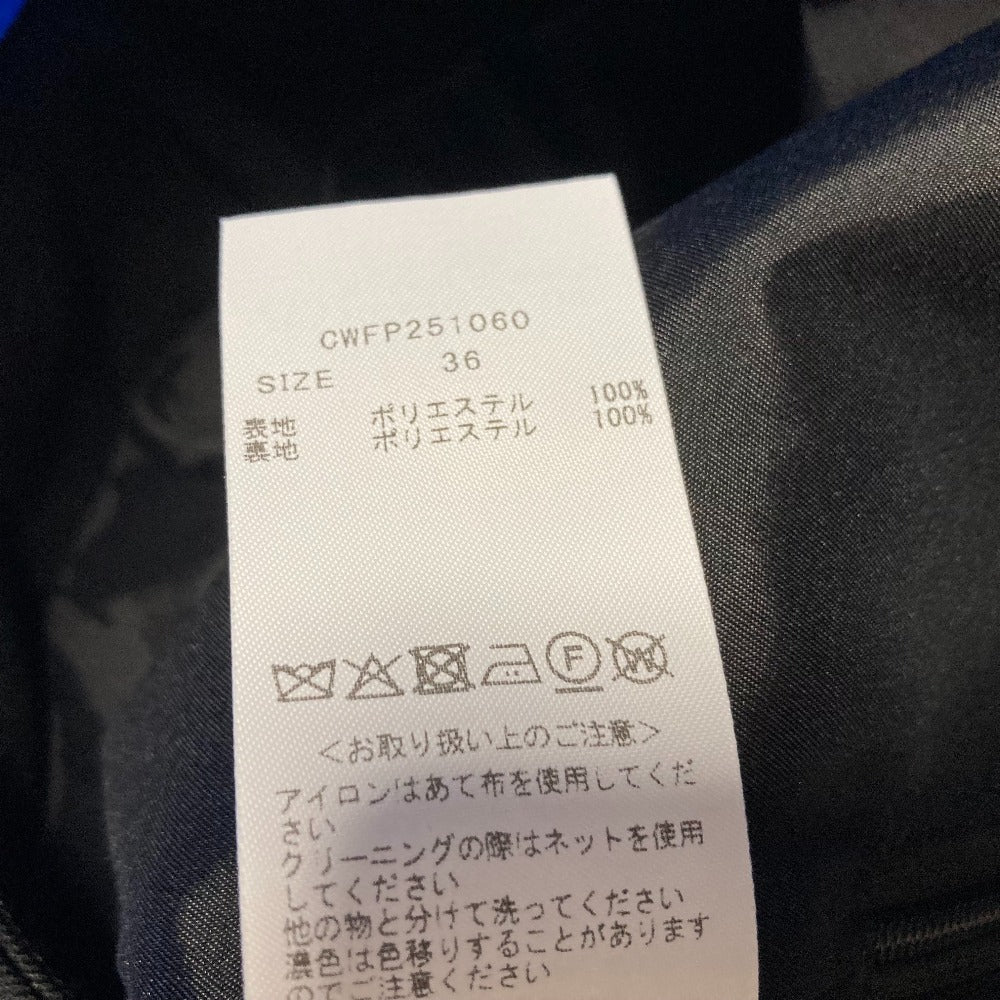 CWFP251060
SIZE 36
表地 ポリエステル 100%
裏地 ポリエステル 100%
F W
<お取り扱い上のご注意>
アイロンはあて布を使用してくだ
さい
クリーニングの際はネットを使用
してください
他の物と分けて洗ってください
濃色は色移りすることがあります
のでご注意ください